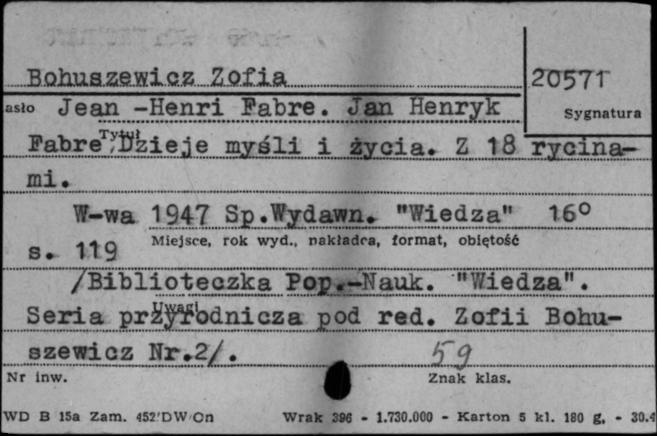 Bohuszewicz Zofia
20571
asło Jean -Henri Fabre. Jan Henryk
Sygnatura
Tytuł
Fabre;Dzieje myśli i życia. Z 18 rycina-
mi.
W-wa 1947 Sp.Wydawn. "Wiedza" 16°
Miejsce, rok wyd., nakładca, format, objętość
s. 119
/Biblioteczka Pop.-Nauk. "Wiedza".
Uwagi
Seria przyrodnicza pod red. Zofii Bohu-
szewicz Nr.2/.
59
Nr inw.
Znak klas.
WD B 15a Zam. 452'DW/Cn Wrak 396 - 1.730.000 - Karton 5 kl. 180 g, - 30.4